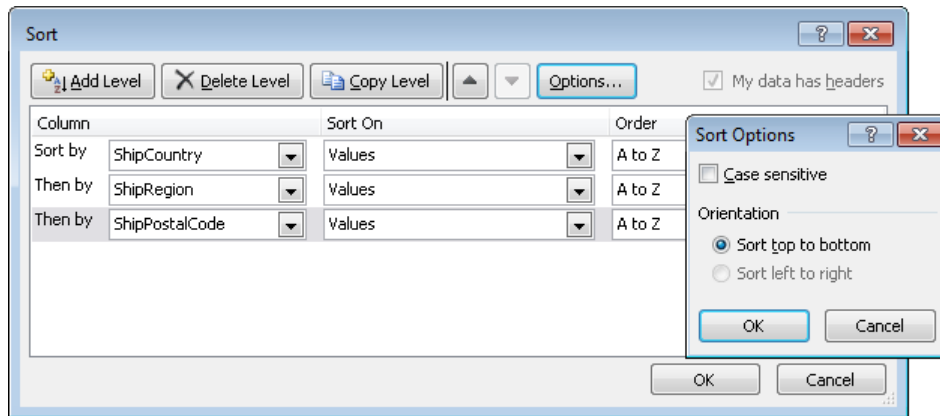 Sort
Add Level Delete Level Copy Level Options... My data has headers
Column Sort On Order
Sort by ShipCountry Values A to Z
Then by ShipRegion Values A to Z
Then by ShipPostalCode Values A to Z
OK Cancel
Sort Options
Case sensitive
Orientation
Sort top to bottom
Sort left to right
OK Cancel